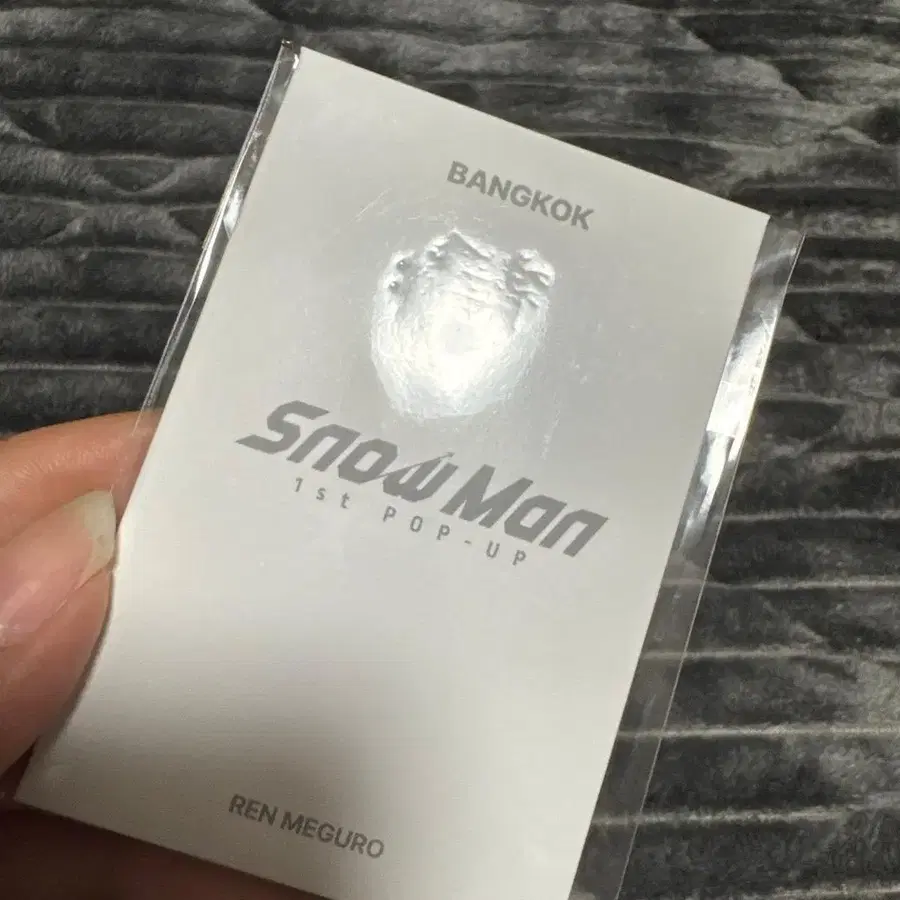 BANGKOK
Snow Man
1st POP-UP
REN MEGURO